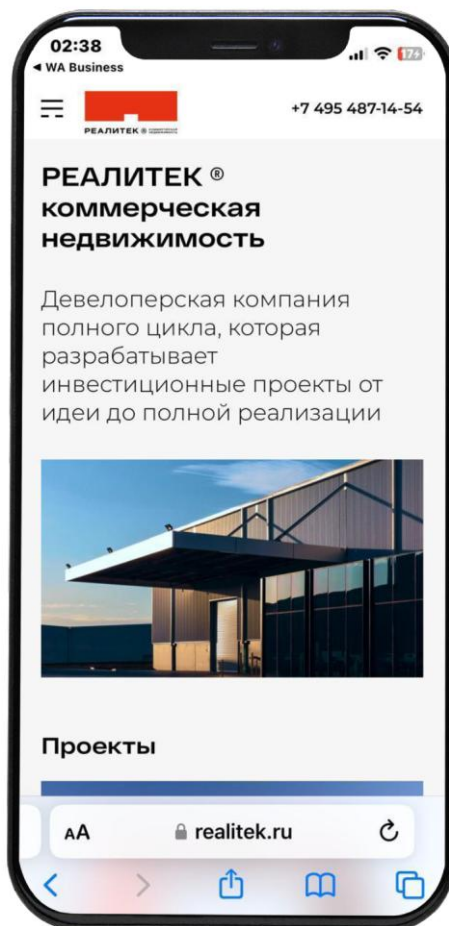 02:38
◀ WA Business
17
РЕАЛИТЕК ®
+7 495 487-14-54
РЕАЛИТЕК ®
коммерческая
недвижимость
Девелоперская компания
полного цикла, которая
разрабатывает
инвестиционные проекты от
идеи до полной реализации
Проекты
AA
realitek.ru